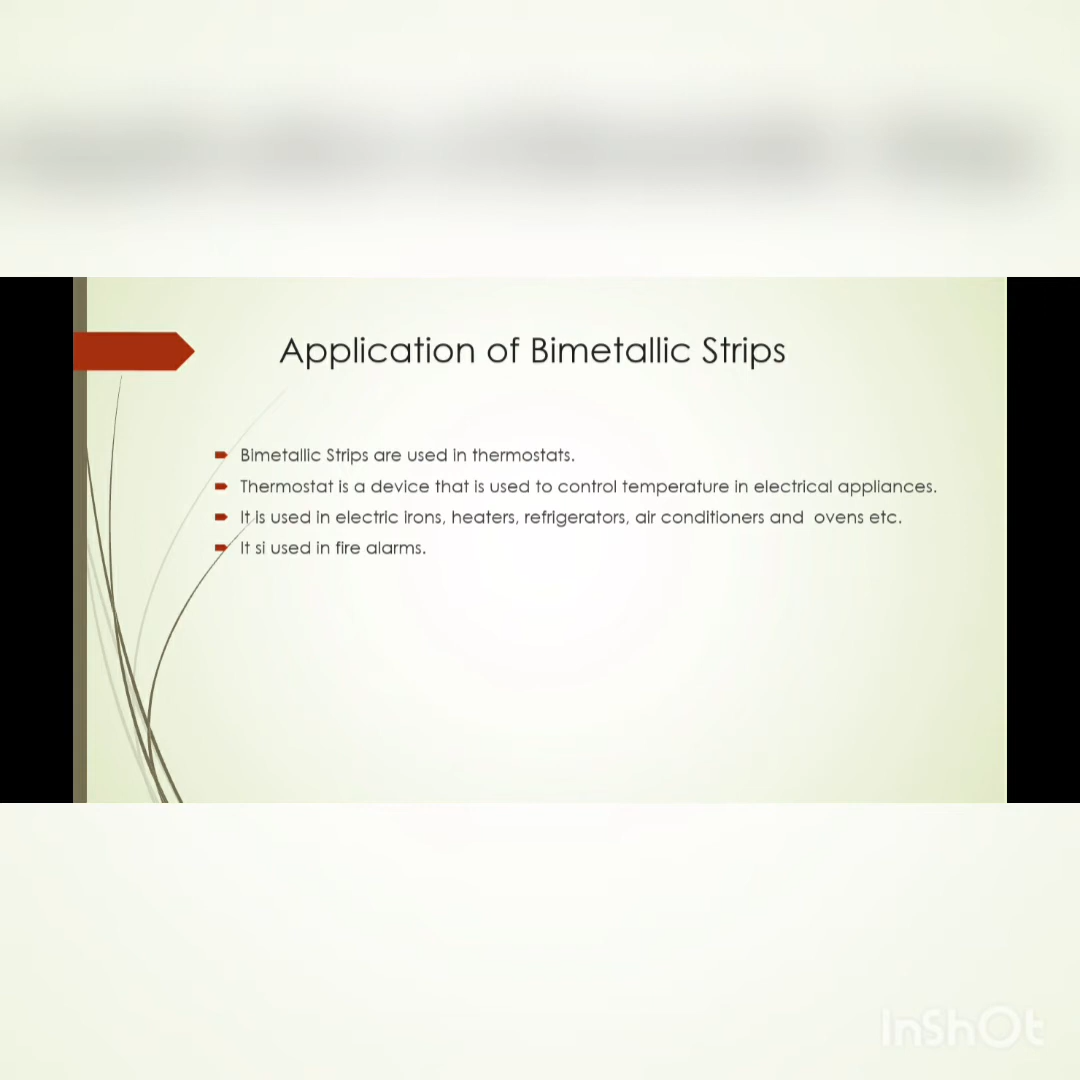 Application of Bimetallic Strips
Bimetallic Strips are used in thermostats.
Thermostat is a device that is used to control temperature in electrical appliances.
It is used in electric irons, heaters, refrigerators, air conditioners and  ovens etc.
It si used in fire alarms.
InShOt